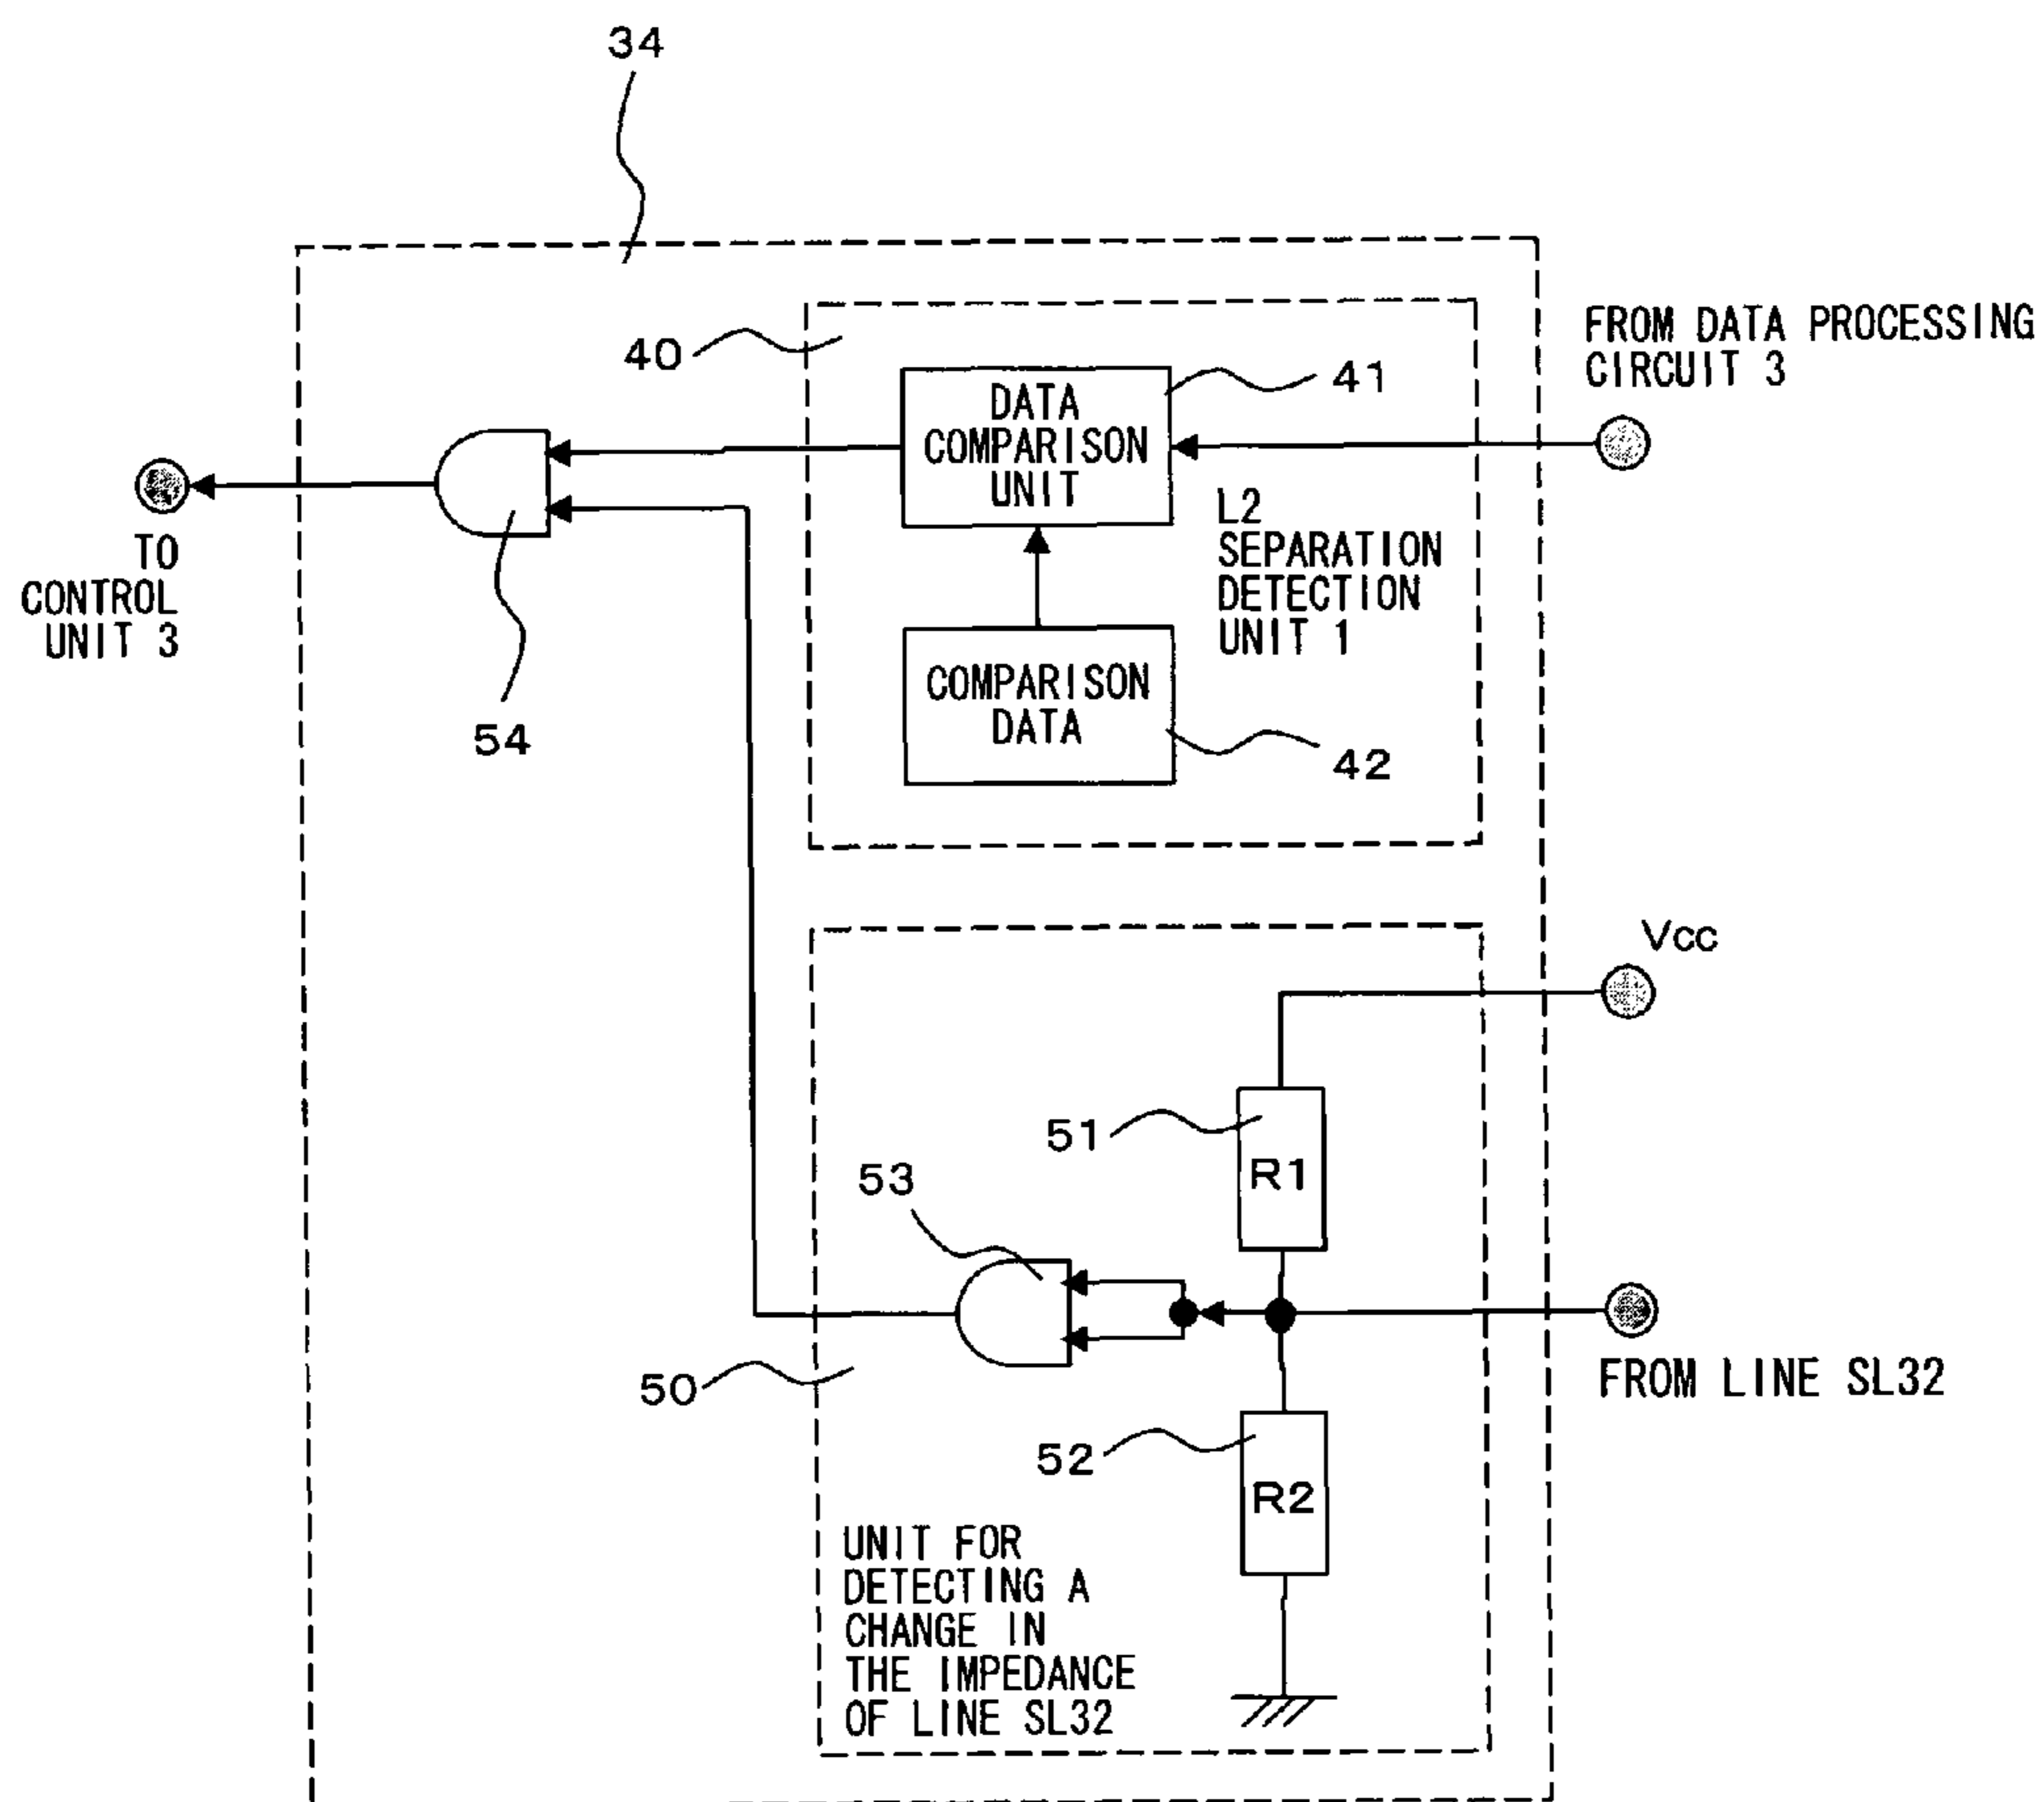 34
40
DATA
COMPARISON
UNIT
41
FROM DATA PROCESSING
CIRCUIT 3
TO
CONTROL
UNIT 3
54
L2
SEPARATION
DETECTION
UNIT 1
COMPARISON
DATA
42
Vcc
51
R1
53
50
FROM LINE SL32
52
R2
UNIT FOR
DETECTING A
CHANGE IN
THE IMPEDANCE
OF LINE SL32